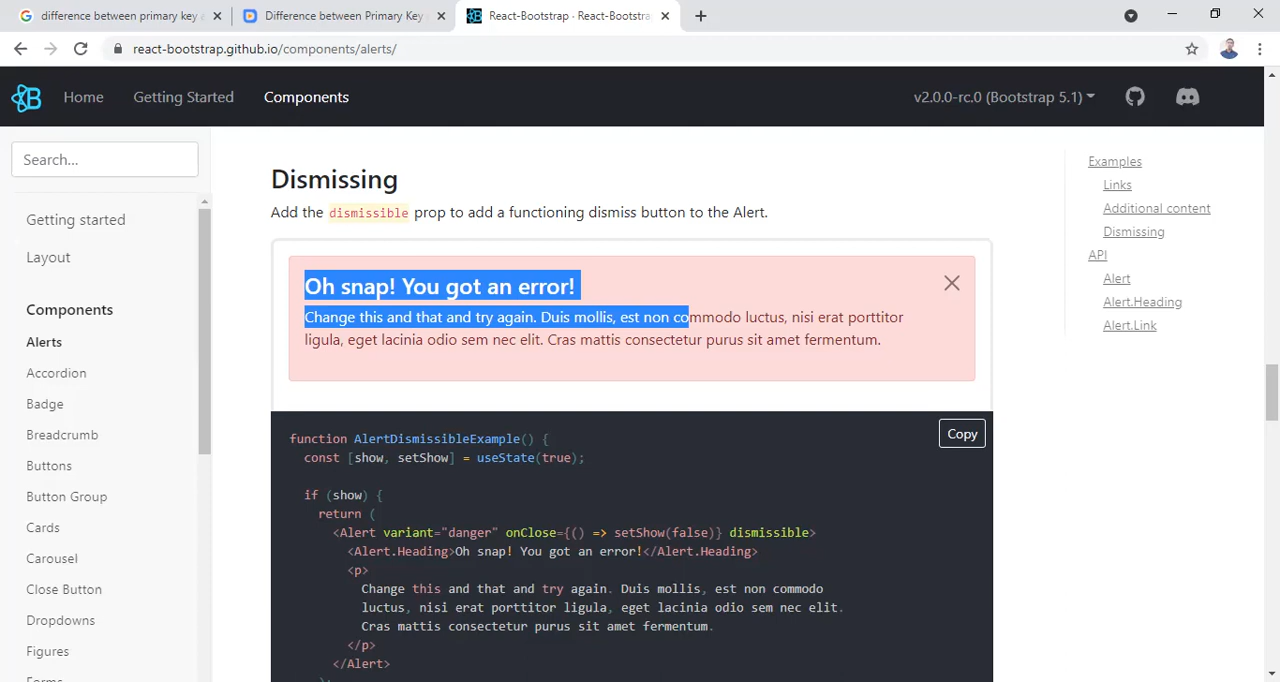 difference between primary key
Difference between Primary Key
React-Bootstrap · React-Bootstra
react-bootstrap.github.io/components/alerts/
Home
Getting Started
Components
v2.0.0-rc.0 (Bootstrap 5.1)
Search...
Getting started
Layout
Components
Alerts
Accordion
Badge
Breadcrumb
Buttons
Button Group
Cards
Carousel
Close Button
Dropdowns
Figures
Forms
Dismissing
Add the dismissible prop to add a functioning dismiss button to the Alert.
Oh snap! You got an error!
Change this and that and try again. Duis mollis, est non commodo luctus, nisi erat porttitor
ligula, eget lacinia odio sem nec elit. Cras mattis consectetur purus sit amet fermentum.
Copy
function AlertDismissibleExample() {
const [show, setShow] = useState(true);
if (show) {
return (
<Alert variant="danger" onClose={() => setShow(false)} dismissible>
<Alert.Heading>Oh snap! You got an error!</Alert.Heading>
<p>
Change this and that and try again. Duis mollis, est non commodo
luctus, nisi erat porttitor ligula, eget lacinia odio sem nec elit.
Cras mattis consectetur purus sit amet fermentum.
</p>
</Alert>
);
Examples
Links
Additional content
Dismissing
API
Alert
Alert.Heading
Alert.Link